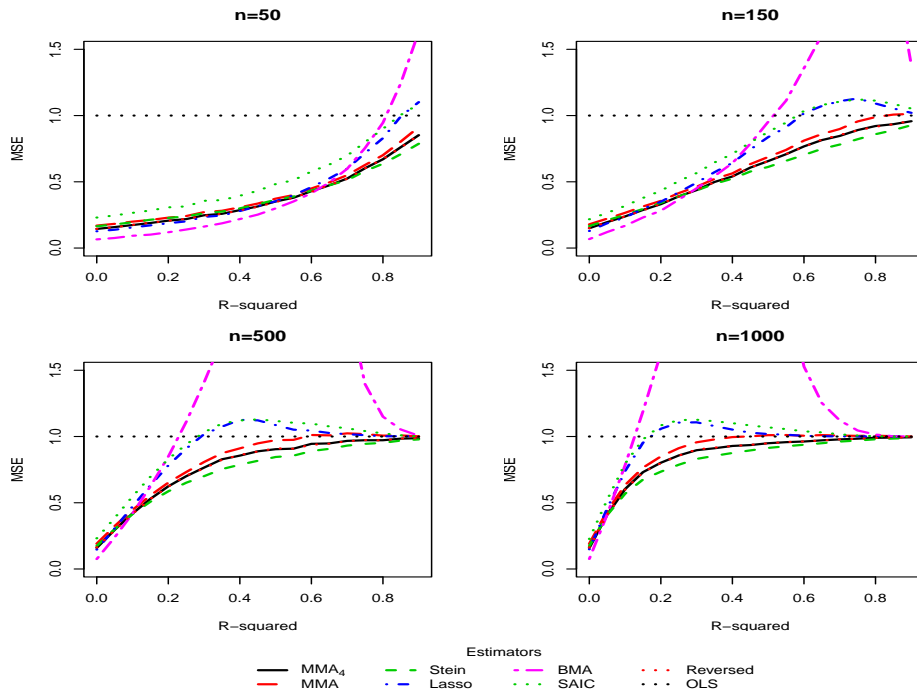 n=50
n=150
MSE
0.0 0.5 1.0 1.5
0.0 0.2 0.4 0.6 0.8
R-squared
MSE
0.0 0.5 1.0 1.5
0.0 0.2 0.4 0.6 0.8
R-squared
n=500
n=1000
MSE
0.0 0.5 1.0 1.5
0.0 0.2 0.4 0.6 0.8
R-squared
MSE
0.0 0.5 1.0 1.5
0.0 0.2 0.4 0.6 0.8
R-squared
Estimators
MMA₄ Stein BMA Reversed
MMA Lasso SAIC OLS